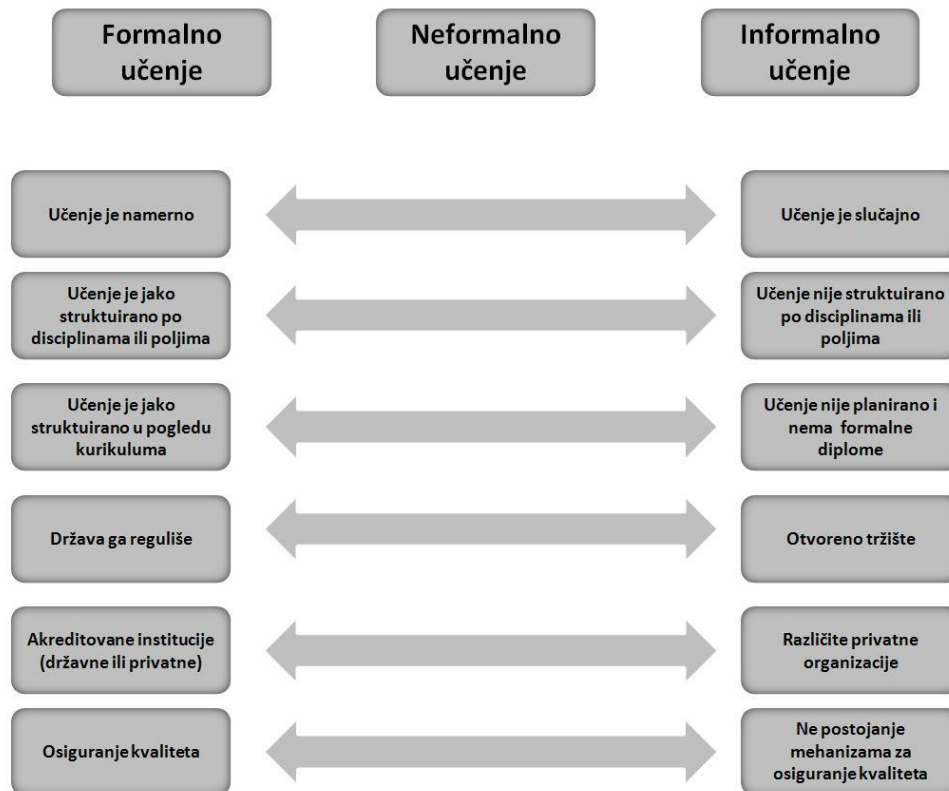 Formalno
učenje
Neformalno
učenje
Informalno
učenje
Učenje je namerno
Učenje je slučajno
Učenje je jako
struktuirano po
disciplinama ili poljima
Učenje nije struktuirano
po disciplinama ili
poljima
Učenje je jako
struktuirano u pogledu
kurikuluma
Učenje nije planirano i
nema formalne
diplome
Država ga reguliše
Otvoreno tržište
Akreditovane institucije
(državne ili privatne)
Različite privatne
organizacije
Osiguranje kvaliteta
Ne postojanje
mehanizama za
osiguranje kvaliteta